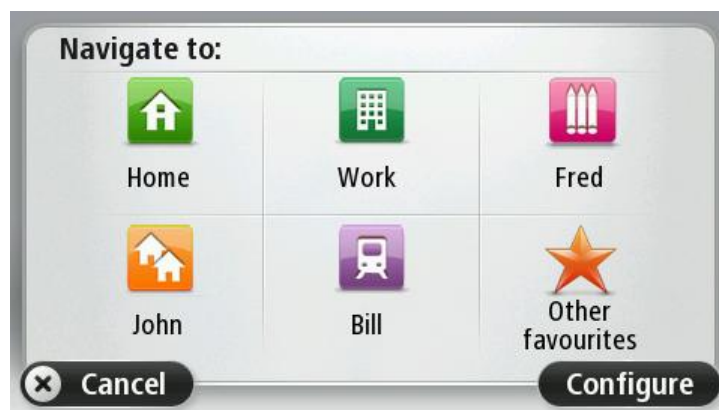 Navigate to:
Home
Work
Fred
John
Bill
Other
favourites
Cancel
Configure